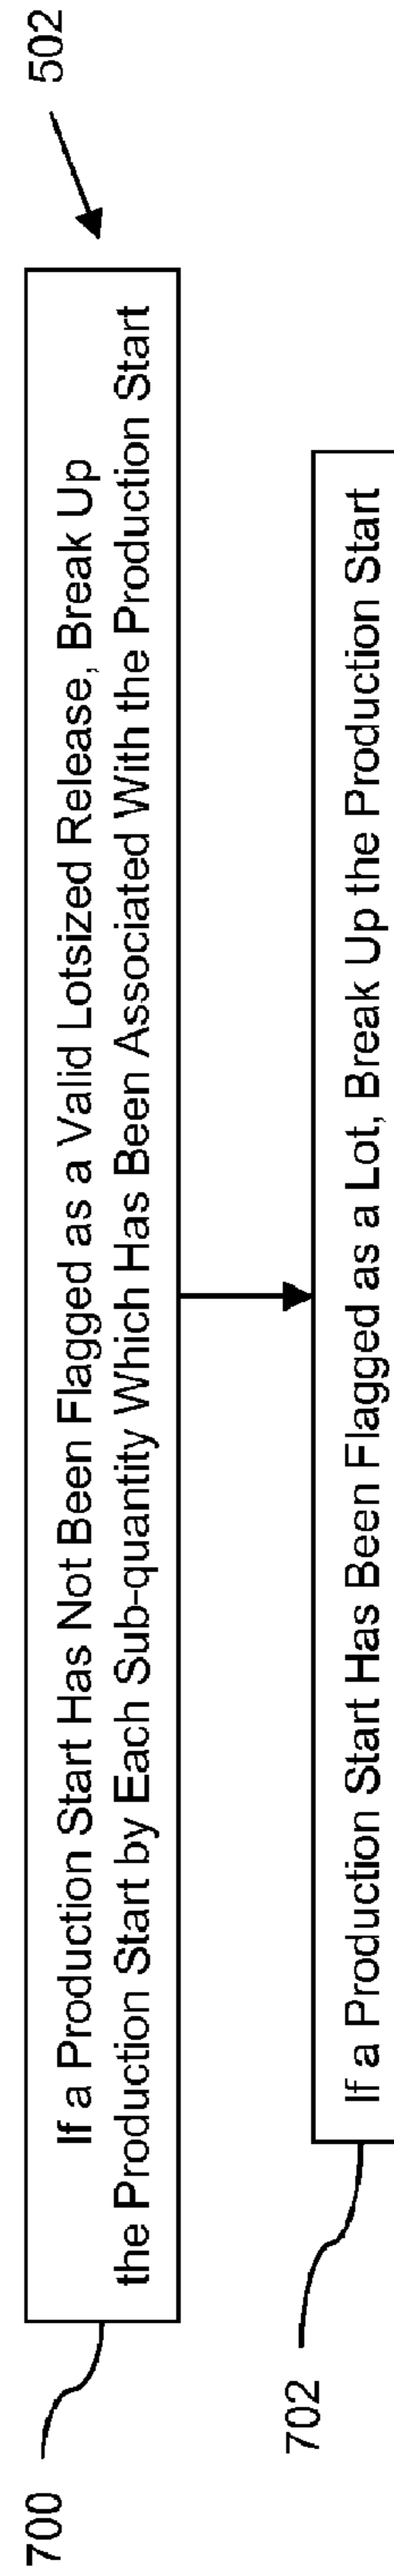 502
If a Production Start Has Not Been Flagged as a Valid Lotsized Release, Break Up
the Production Start by Each Sub-quantity Which Has Been Associated With the Production Start
700
If a Production Start Has Been Flagged as a Lot, Break Up the Production Start
702